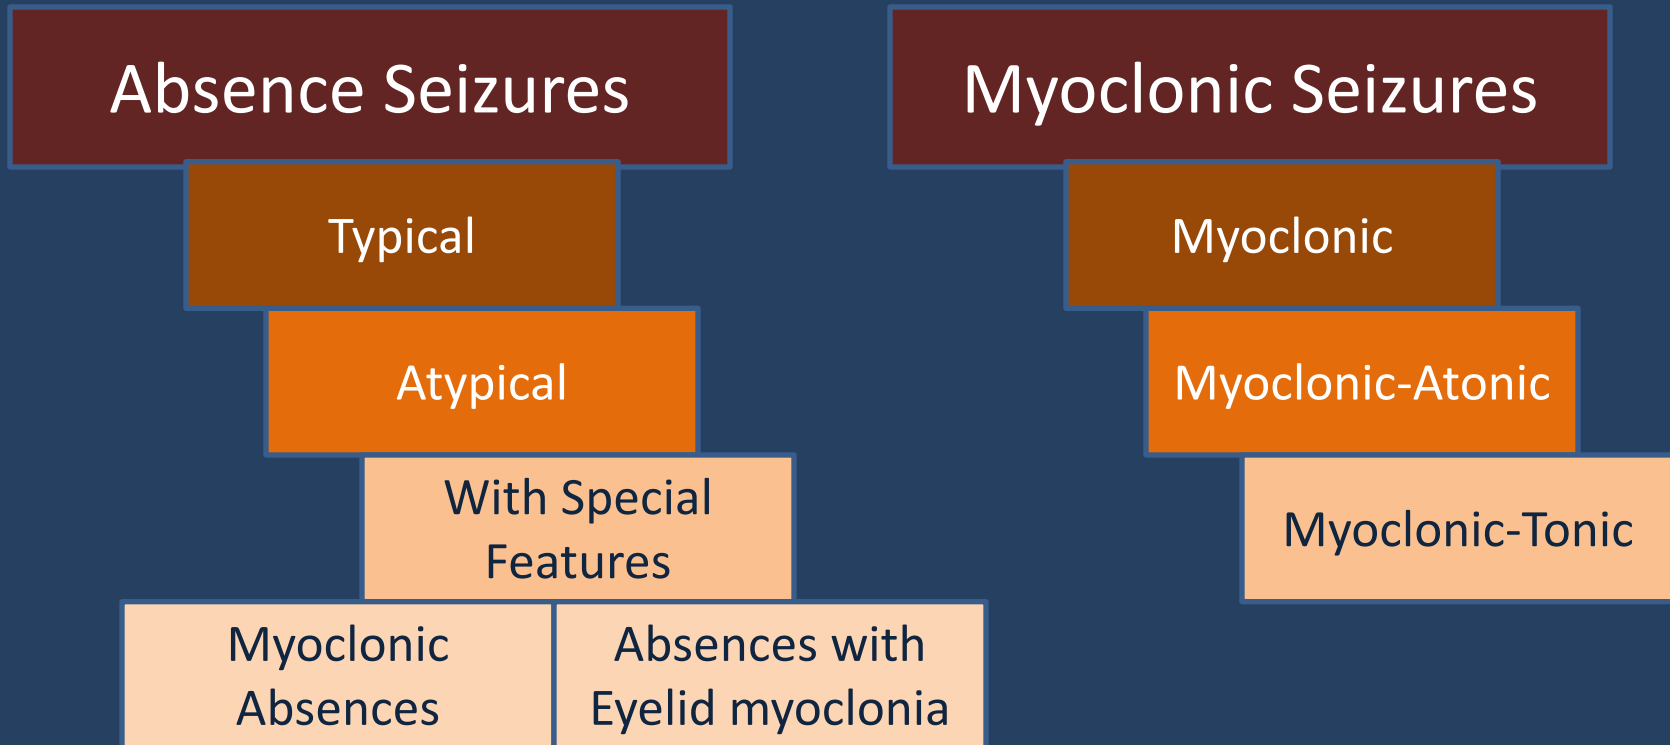 Absence Seizures
Typical
Atypical
With Special
Features
Myoclonic
Absences
Absences with
Eyelid myoclonia
Myoclonic Seizures
Myoclonic
Myoclonic-Atonic
Myoclonic-Tonic